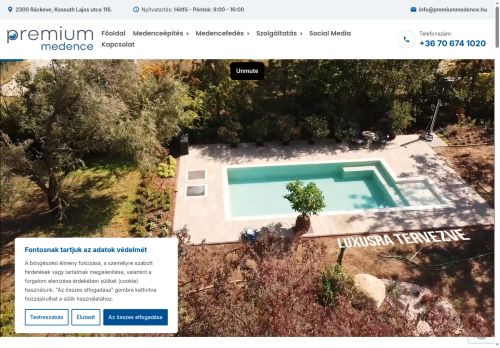 2300 Ráckeve, Kossuth Lajos utca 116.
Nyitvatartás: Hétfő - Péntek: 8:00 - 16:00
info@premiummedence.hu
premium
medence
Főoldal Medenceépítés Medencefedés Szolgáltatás Social Media
Kapcsolat
Telefonszám:
+36 70 674 1020
Unmute
LUXUSRA TERVEZVE
Fontosnak tartjuk az adatok védelmét
A böngészési élmény fokozása, a személyre szabott
hirdetések vagy tartalmak megjelenítése, valamint a
forgalom elemzése érdekében sütiket (cookie)
használunk. "Az összes elfogadása" gombra kattintva
hozzájárulhat a sütik használatához.
Testreszabás Elutasít Az összes elfogadása